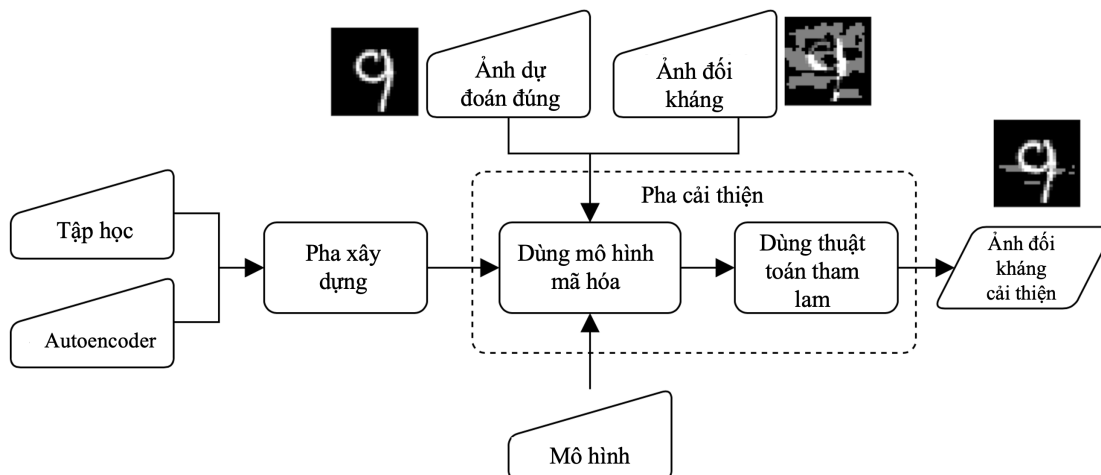 Ảnh dự
đoán đúng
Ảnh đối
kháng
Pha cải thiện
Tập học
Autoencoder
Pha xây
dựng
Dùng mô hình
mã hóa
Dùng thuật
toán tham
lam
Ảnh đối
kháng
cải thiện
Mô hình